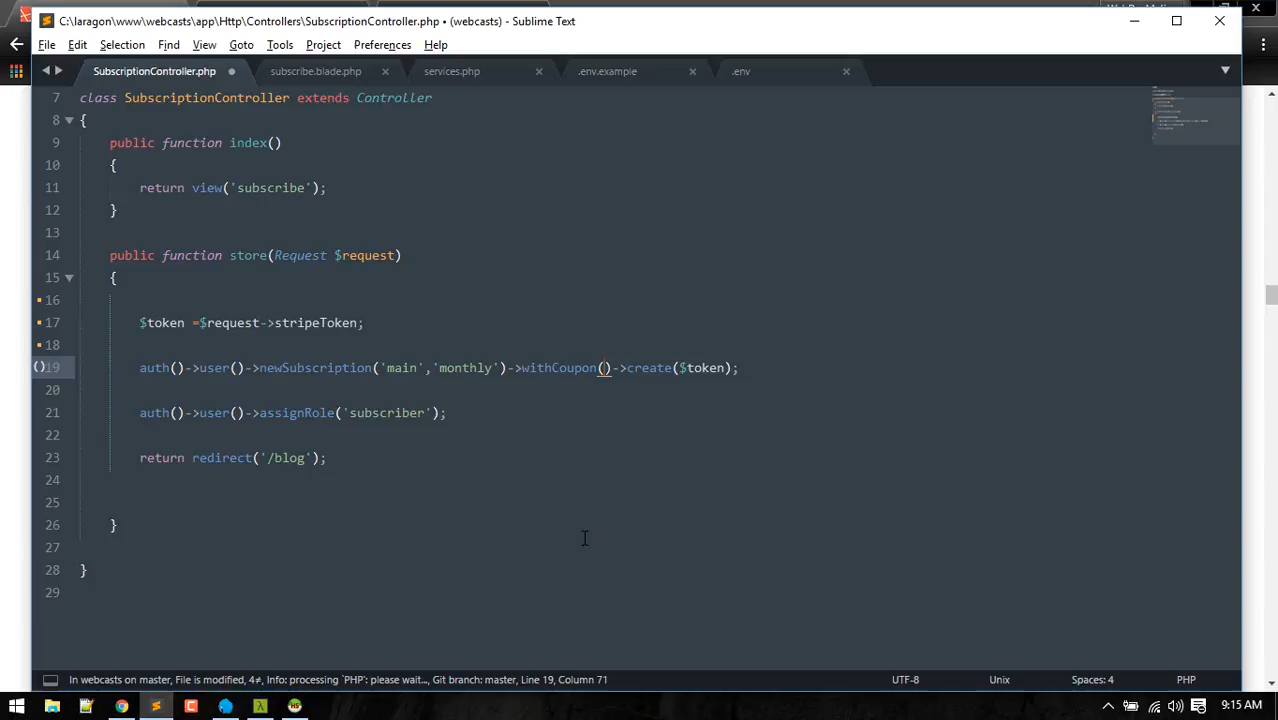 C:\laragon\www\webcasts\app\Http\Controllers\SubscriptionController.php • (webcasts) - Sublime Text
File Edit Selection Find View Goto Tools Project Preferences Help
SubscriptionController.php subscribe.blade.php services.php .env.example .env
7 class SubscriptionController extends Controller
8 {
9 public function index()
10 {
11 return view('subscribe');
12 }
13
14 public function store(Request $request)
15 {
16
17 $token =$request->stripeToken;
18
19 auth()->user()->newSubscription('main','monthly')->withCoupon()->create($token);
20
21 auth()->user()->assignRole('subscriber');
22
23 return redirect('/blog');
24
25
26 }
27
28 }
29
In webcasts on master, File is modified, 4≠, Info: processing `PHP`: please wait…, Git branch: master, Line 19, Column 71 UTF-8 Unix Spaces: 4 PHP
9:15 AM